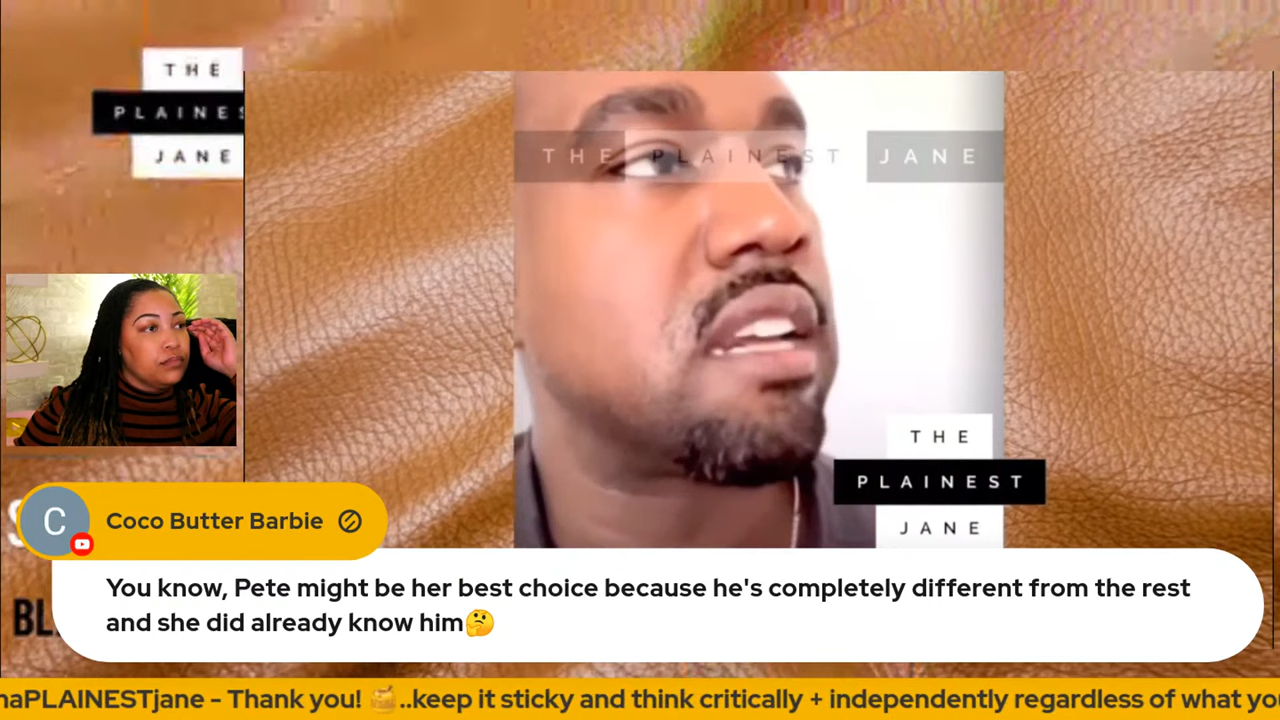 THE
PLAINES
JANE
THE PLAINEST JANE
THE
PLAINEST
JANE
C
Coco Butter Barbie
You know, Pete might be her best choice because he's completely different from the rest
and she did already know him🤔
BL
naPLAINESTjane - Thank you! 🍯..keep it sticky and think critically + independently regardless of what yo